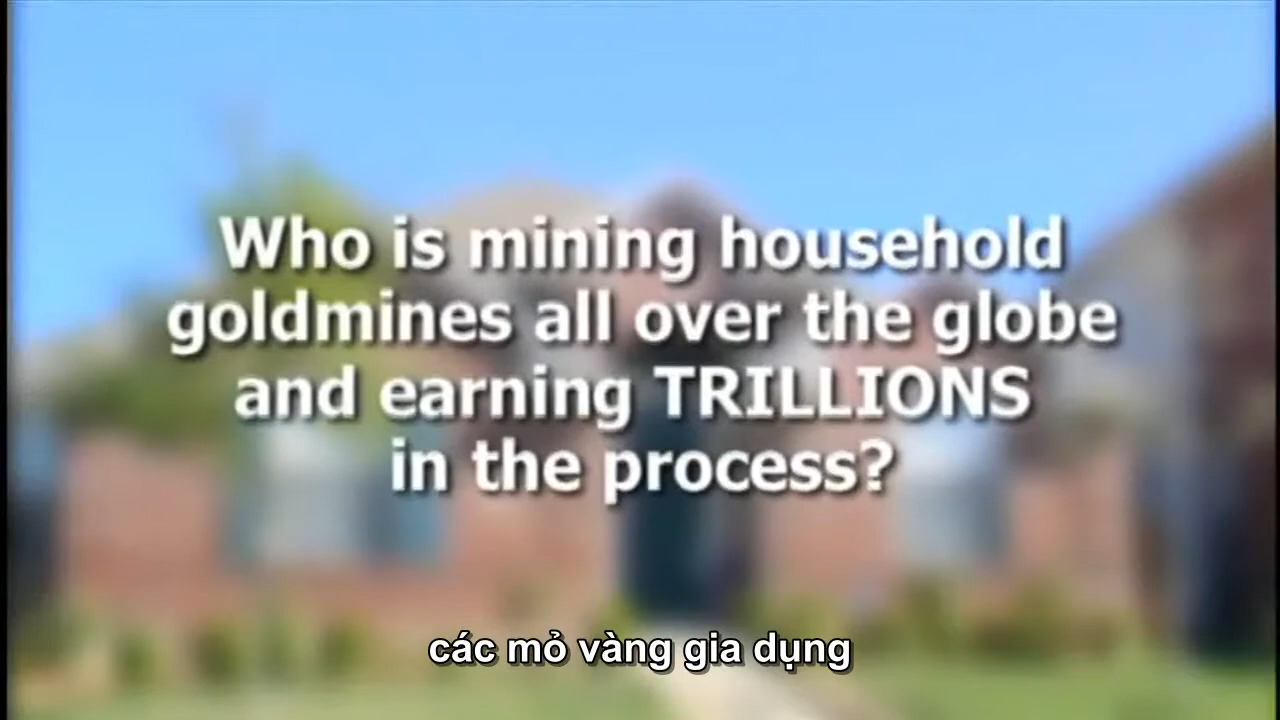 Who is mining household
goldmines all over the globe
and earning TRILLIONS
in the process?
các mỏ vàng gia dụng